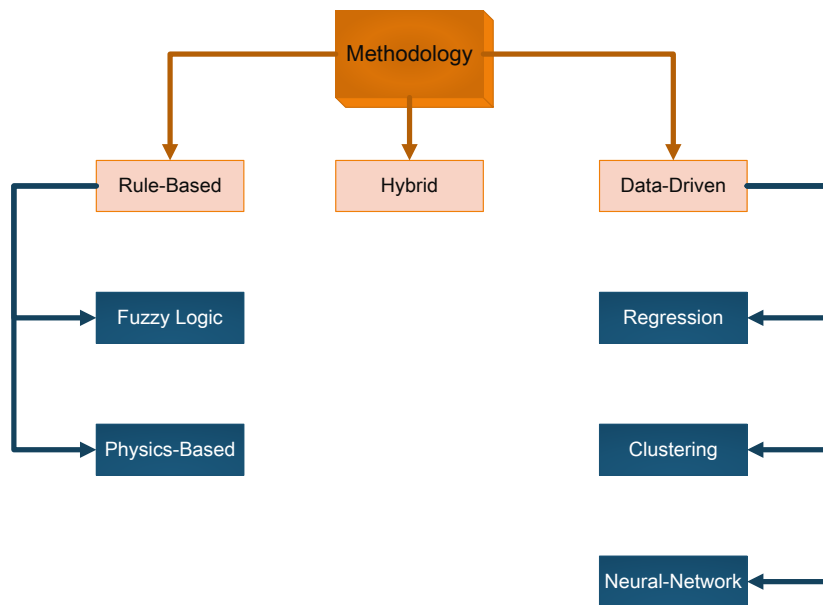 Methodology
Rule-Based
Hybrid
Data-Driven
Fuzzy Logic
Regression
Physics-Based
Clustering
Neural-Network